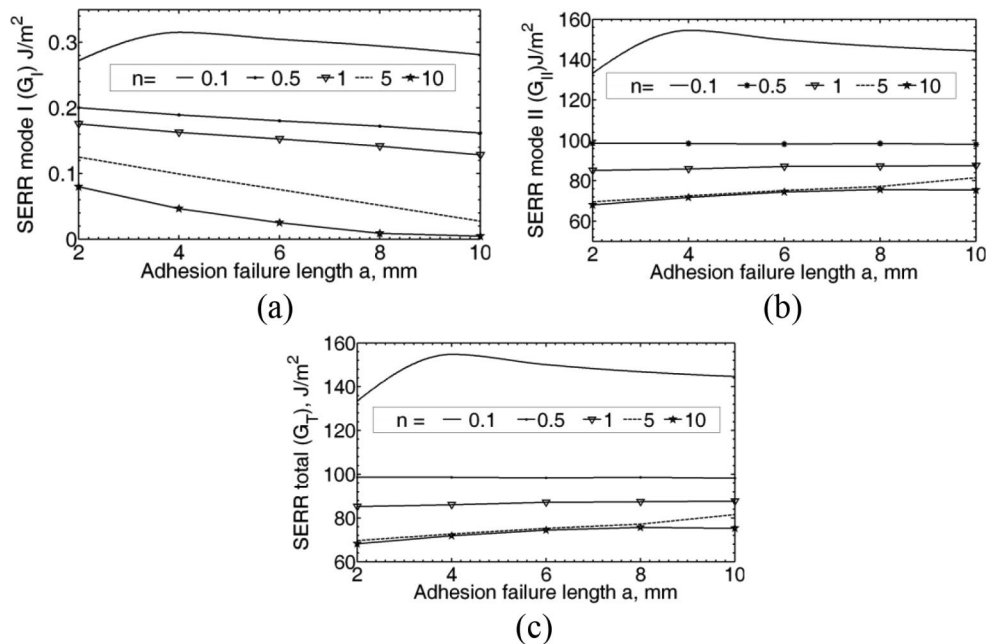 SERR mode I (G_I) J/m²
0.3
0.2
0.1
0
n= 0.1 0.5 1 5 10
2 4 6 8 10
Adhesion failure length a, mm
(a)
SERR mode II (G_II)J/m²
160
140
120
100
80
60
n= 0.1 0.5 1 5 10
2 4 6 8 10
Adhesion failure length a, mm
(b)
SERR total (G_T), J/m²
160
140
120
100
80
60
n = 0.1 0.5 1 5 10
2 4 6 8 10
Adhesion failure length a, mm
(c)